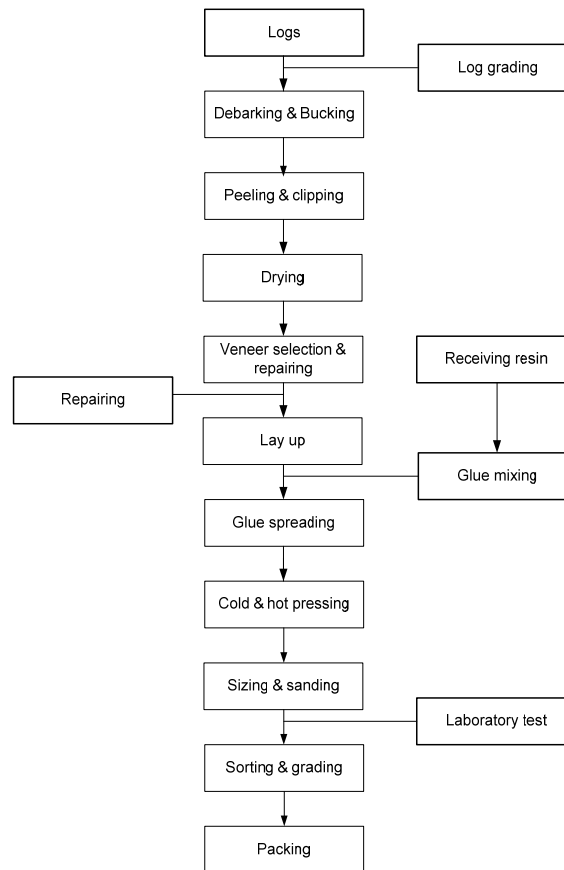 Logs
Log grading
Debarking & Bucking
Peeling & clipping
Drying
Veneer selection &
repairing
Receiving resin
Repairing
Lay up
Glue mixing
Glue spreading
Cold & hot pressing
Sizing & sanding
Laboratory test
Sorting & grading
Packing